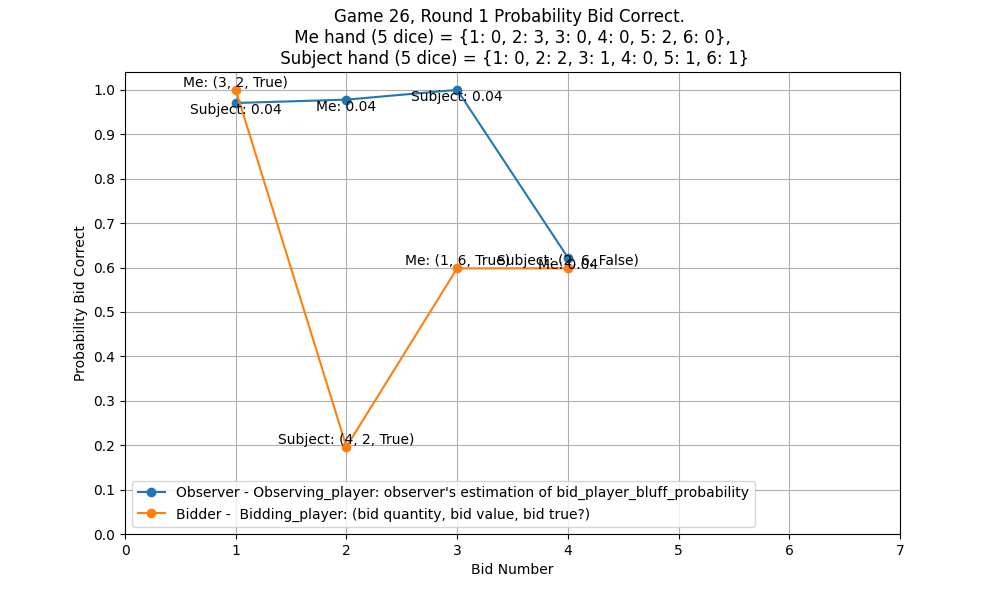 Game 26, Round 1 Probability Bid Correct.
Me hand (5 dice) = {1: 0, 2: 3, 3: 0, 4: 0, 5: 2, 6: 0},
Subject hand (5 dice) = {1: 0, 2: 2, 3: 1, 4: 0, 5: 1, 6: 1}
1.0
0.9
0.8
0.7
0.6
0.5
0.4
0.3
0.2
0.1
0.0
Probability Bid Correct
Me: (3, 2, True)
Subject: 0.04
Me: 0.04
Subject: 0.04
Me: (1, 6, True)
Subject: (2, 6, False)
Me: 0.04
Subject: (4, 2, True)
Observer - Observing_player: observer's estimation of bid_player_bluff_probability
Bidder -  Bidding_player: (bid quantity, bid value, bid true?)
0 1 2 3 4 5 6 7
Bid Number